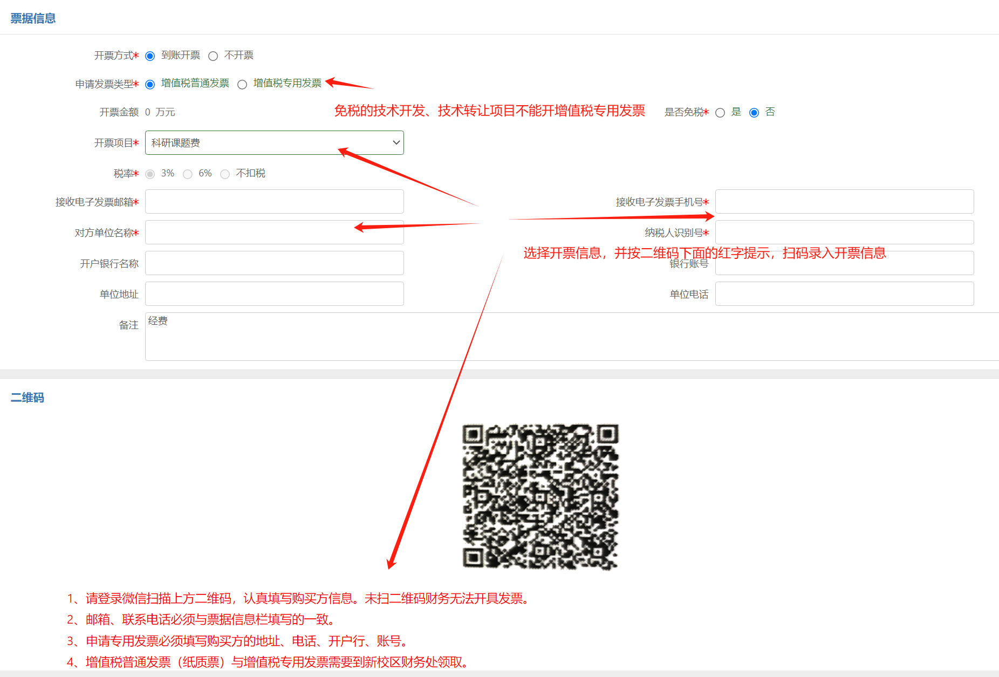 票据信息
开票方式* 到账开票 不开票
申请发票类型* 增值税普通发票 增值税专用发票
开票金额 0 万元 免税的技术开发、技术转让项目不能开增值税专用发票 是否免税* 是 否
开票项目* 科研课题费
税率* 3% 6% 不扣税
接收电子发票邮箱* 接收电子发票手机号*
对方单位名称* 纳税人识别号*
选择开票信息，并按二维码下面的红字提示，扫码录入开票信息
开户银行名称 银行账号
单位地址 单位电话
备注 经费
二维码
1、请登录微信扫描上方二维码，认真填写购买方信息。未扫二维码财务无法开具发票。
2、邮箱、联系电话必须与票据信息栏填写的一致。
3、申请专用发票必须填写购买方的地址、电话、开户行、账号。
4、增值税普通发票（纸质票）与增值税专用发票需要到新校区财务处领取。